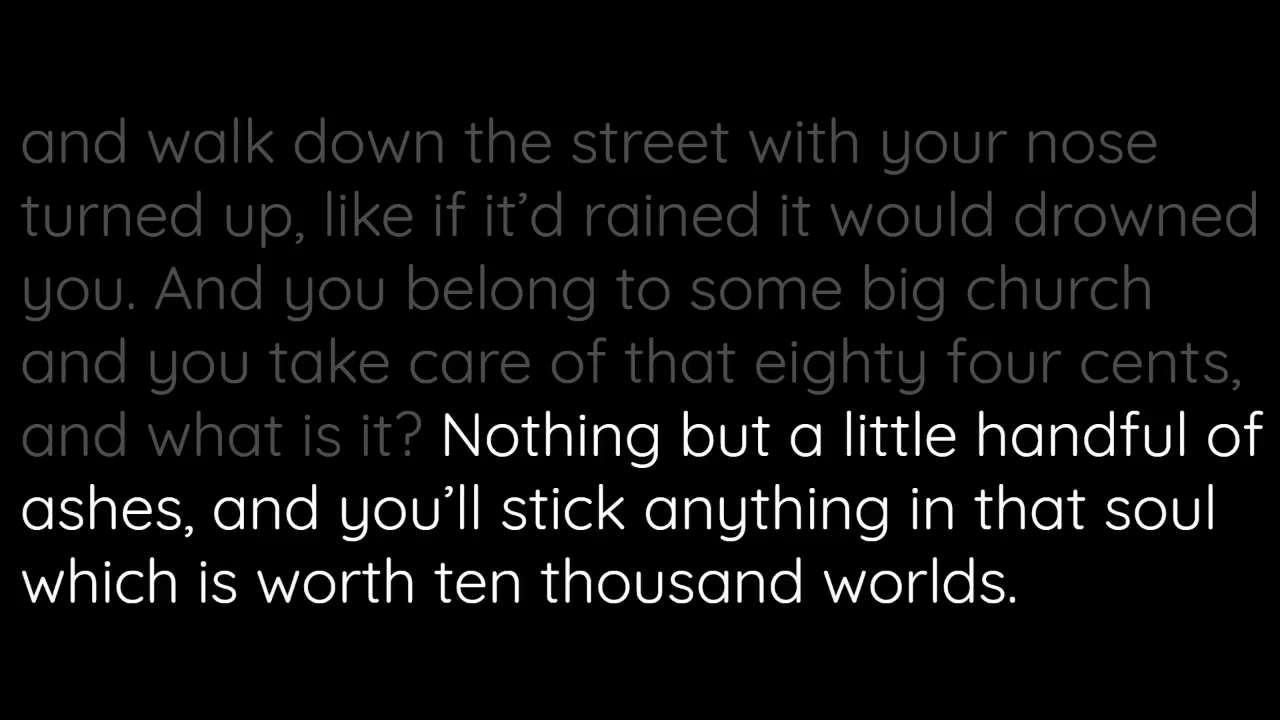 and walk down the street with your nose
turned up, like if it’d rained it would drowned
you. And you belong to some big church
and you take care of that eighty four cents,
and what is it? Nothing but a little handful of
ashes, and you’ll stick anything in that soul
which is worth ten thousand worlds.